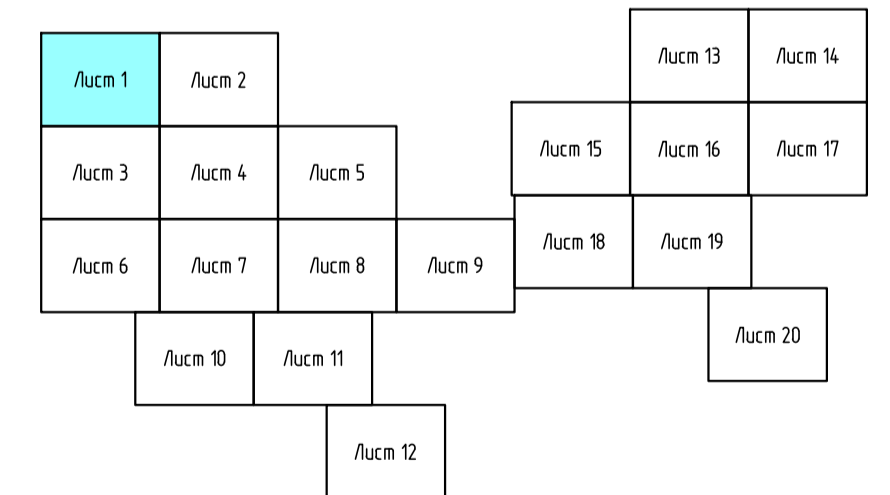 Лист 1
Лист 2
Лист 3
Лист 4
Лист 5
Лист 6
Лист 7
Лист 8
Лист 9
Лист 10
Лист 11
Лист 12
Лист 13
Лист 14
Лист 15
Лист 16
Лист 17
Лист 18
Лист 19
Лист 20